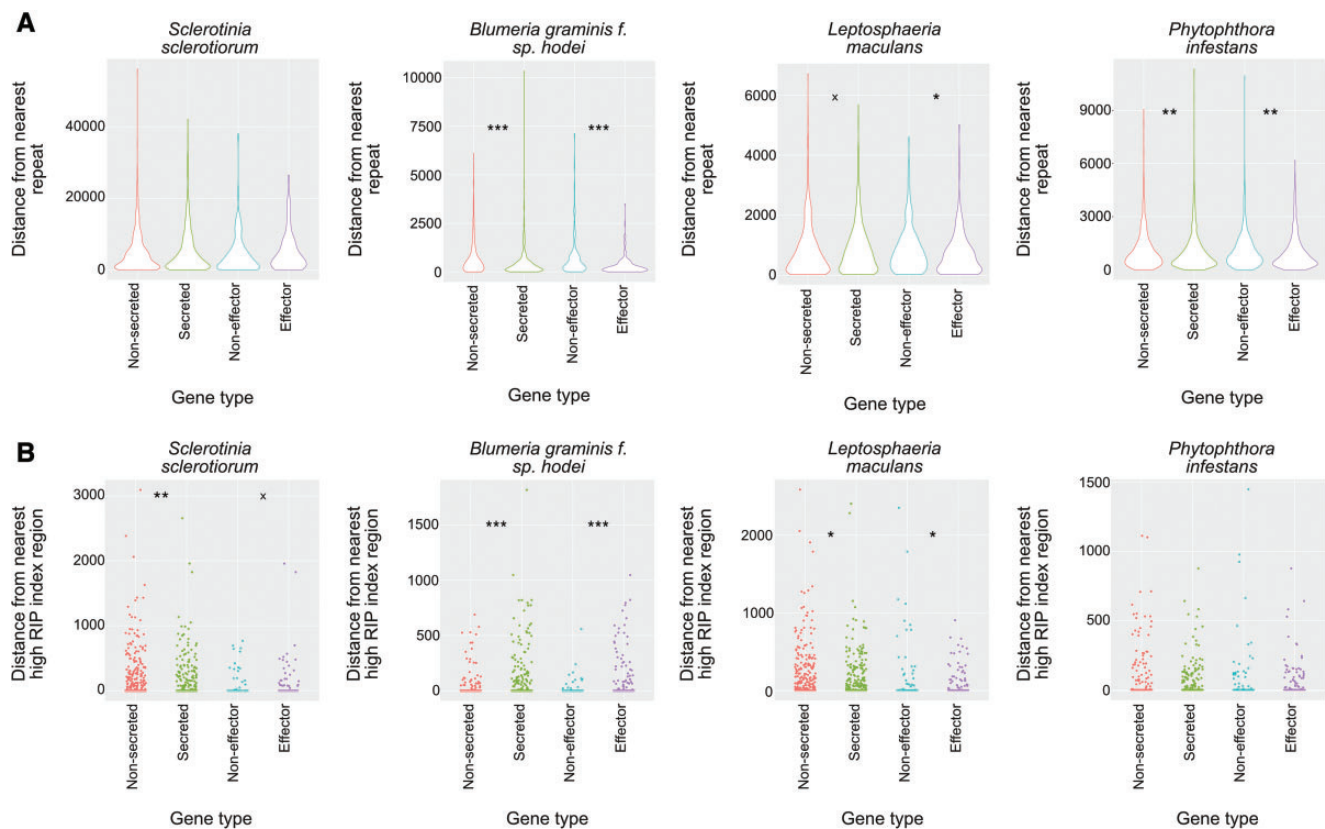 A
Sclerotinia
sclerotiorum
Distance from nearest
repeat
40000
20000
0
Non-secreted
Secreted
Non-effector
Effector
Gene type
Blumeria graminis f.
sp. hodei
Distance from nearest
repeat
10000
7500
5000
2500
0
***
***
Non-secreted
Secreted
Non-effector
Effector
Gene type
Leptosphaeria
maculans
Distance from nearest
repeat
6000
4000
2000
0
x
*
Non-secreted
Secreted
Non-effector
Effector
Gene type
Phytophthora
infestans
Distance from nearest
repeat
9000
6000
3000
0
**
**
Non-secreted
Secreted
Non-effector
Effector
Gene type
B
Sclerotinia
sclerotiorum
Distance from nearest
high RIP index region
3000
2000
1000
0
**
x
Non-secreted
Secreted
Non-effector
Effector
Gene type
Blumeria graminis f.
sp. hodei
Distance from nearest
high RIP index region
1500
1000
500
0
***
***
Non-secreted
Secreted
Non-effector
Effector
Gene type
Leptosphaeria
maculans
Distance from nearest
high RIP index region
2000
1000
0
*
*
Non-secreted
Secreted
Non-effector
Effector
Gene type
Phytophthora
infestans
Distance from nearest
high RIP index region
1500
1000
500
0
Non-secreted
Secreted
Non-effector
Effector
Gene type